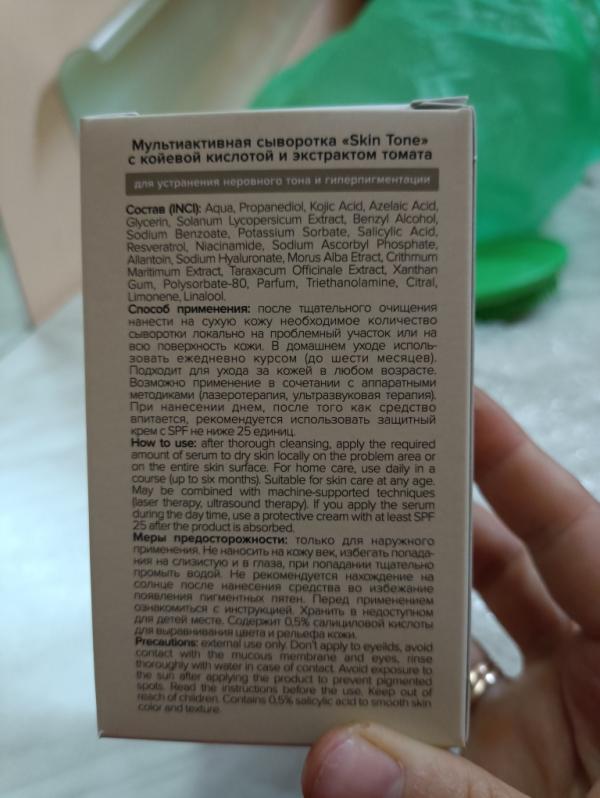 Мультиактивная сыворотка «Skin Tone»
с койевой кислотой и экстрактом томата
для устранения неровного тона и гиперпигментации
Состав (INCI): Aqua, Propanediol, Kojic Acid, Azelaic Acid,
Glycerin, Solanum Lycopersicum Extract, Benzyl Alcohol,
Sodium Benzoate, Potassium Sorbate, Salicylic Acid,
Resveratrol, Niacinamide, Sodium Ascorbyl Phosphate,
Allantoin, Sodium Hyaluronate, Morus Alba Etract, Crithmum
Maritimum Extract, Taraxacum Officinale Extract, Xanthan
Gum, Polysorbate-80, Parfum, Triethanolamine, Citral,
Limonene, Linalool.
Способ применения: после тщательного очищения
нанести на сухую кожу необходимое количество
сыворотки локально на проблемный участок или на
всю поверхность кожи. В домашнем уходе исполь-
зовать ежедневно курсом (до шести месяцев).
Подходит для ухода за кожей в любом возрасте.
Возможно применение в сочетании с аппаратными
методиками (лазеротерапия, ультразвуковая терапия).
При нанесении днем, после того как средство
впитается, рекомендуется использовать защитный
крем с SPF не ниже 25 единиц.
How to use: after thorough cleansing, apply the required
amount of serum to dry skin locally on the problem area or
on the entire skin surface. For home care, use daily in a
course (up to six months). Suitable for skin care at any age.
May be combined with machine-supported techniques
(laser therapy, ultrasound therapy). If you apply the serum
during the day time, use a protective cream with at least SPF
25 after the product is absorbed.
Меры предосторожности: только для наружного
применения. Не наносить на кожу век, избегать попада-
ния на слизистую и в глаза, при попадании тщательно
промыть водой. Не рекомендуется нахождение на
солнце после нанесения средства во избежание
появления пигментных пятен. Перед применением
ознакомиться с инструкцией. Хранить в недоступном
для детей месте. Содержит 0,5% салициловой кислоты
для выравнивания цвета и рельефа кожи.
Precautions: external use only. Don't apply to eyeilds, avoid
contact with the mucous membrane and eyes, rinse
thoroughly with water in case of contact. Avoid exposure to
the sun after applying the product to prevent pigmented
spots. Read the instructions before the use. Keep out of
reach of children. Contains 0,5% salicylic acid to smooth skin
color and texture.